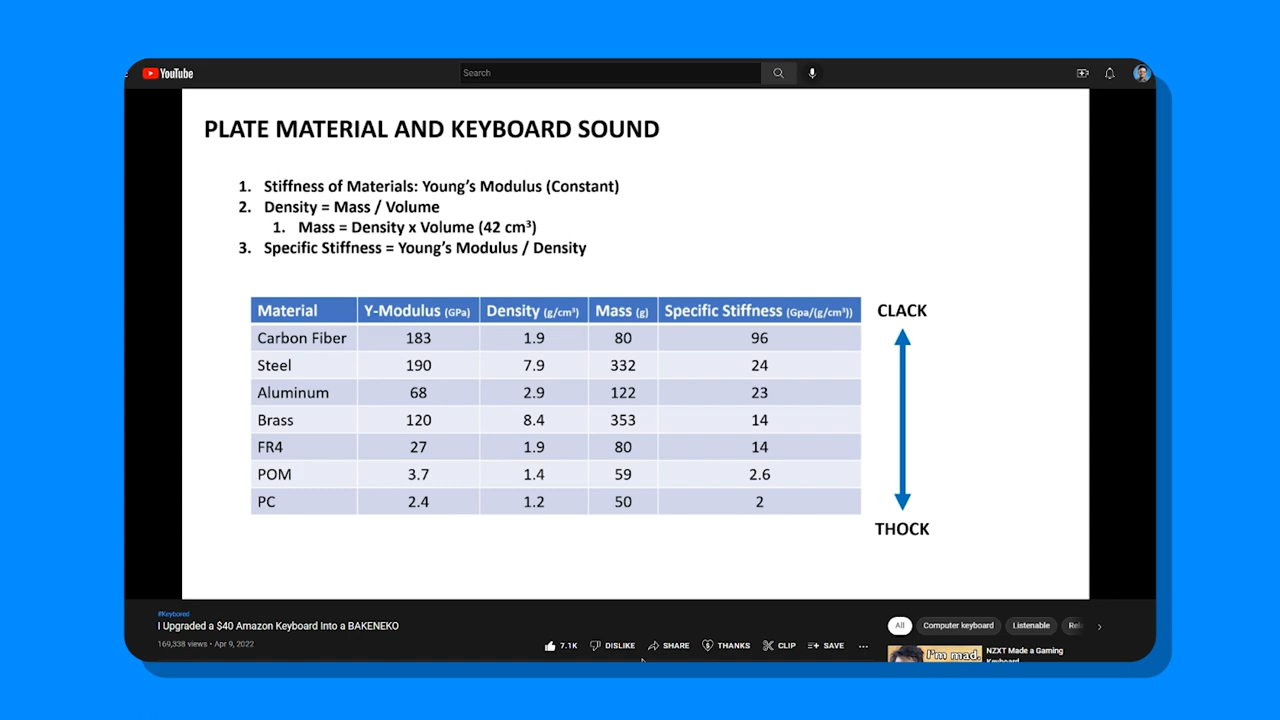 YouTube
Search
PLATE MATERIAL AND KEYBOARD SOUND
1. Stiffness of Materials: Young's Modulus (Constant)
2. Density = Mass / Volume
1. Mass = Density x Volume (42 cm³)
3. Specific Stiffness = Young's Modulus / Density
Material Y-Modulus (GPa) Density (g/cm³) Mass (g) Specific Stiffness (Gpa/(g/cm³))
Carbon Fiber 183 1.9 80 96
Steel 190 7.9 332 24
Aluminum 68 2.9 122 23
Brass 120 8.4 353 14
FR4 27 1.9 80 14
POM 3.7 1.4 59 2.6
PC 2.4 1.2 50 2
CLACK
THOCK
#Keybored
I Upgraded a $40 Amazon Keyboard Into a BAKENEKO
169,338 views • Apr 9, 2022
7.1K DISLIKE SHARE THANKS CLIP SAVE
All Computer keyboard Listenable
I'm mad.
NZXT Made a Gaming
Keyboard